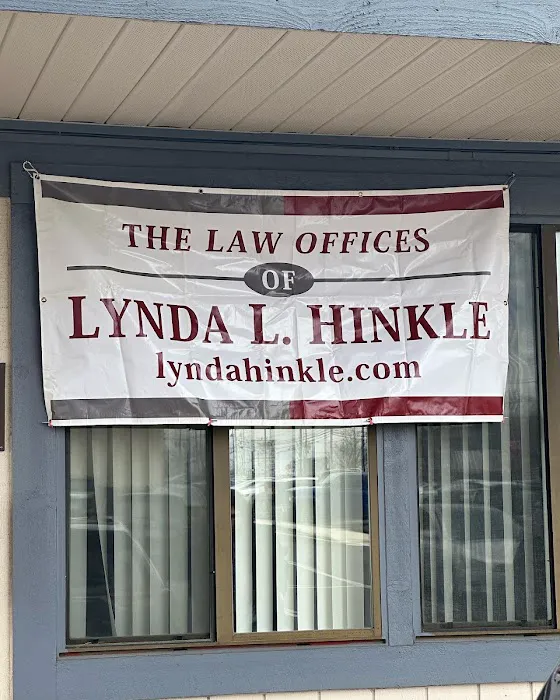 THE LAW OFFICES
OF
LYNDA L. HINKLE
lyndahinkle.com